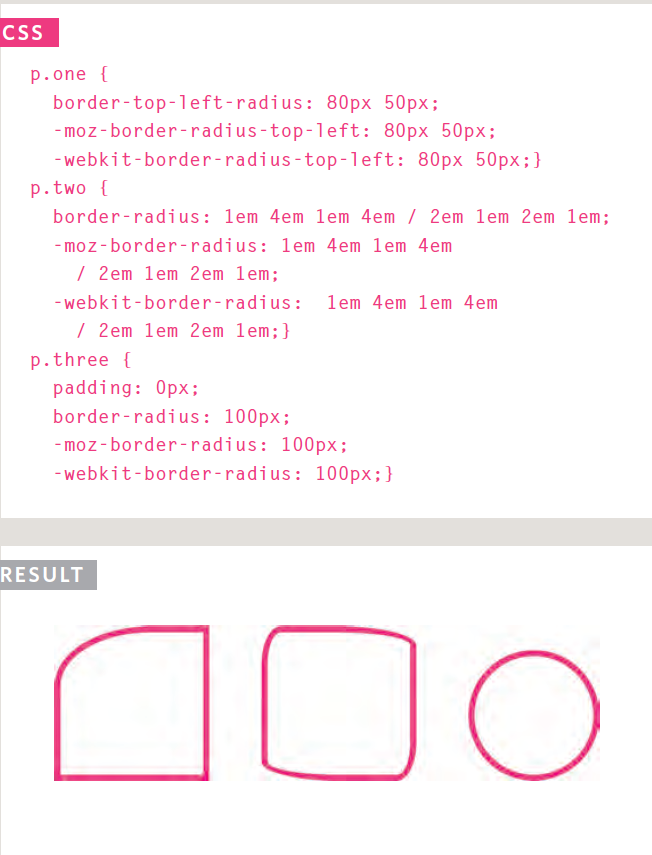 CSS
p.one {
border-top-left-radius: 80px 50px;
-moz-border-radius-top-left: 80px 50px;
-webkit-border-radius-top-left: 80px 50px;}
p.two {
border-radius: 1em 4em 1em 4em / 2em 1em 2em 1em;
-moz-border-radius: 1em 4em 1em 4em
/ 2em 1em 2em 1em;
-webkit-border-radius:  1em 4em 1em 4em
/ 2em 1em 2em 1em;}
p.three {
padding: 0px;
border-radius: 100px;
-moz-border-radius: 100px;
-webkit-border-radius: 100px;}
RESULT